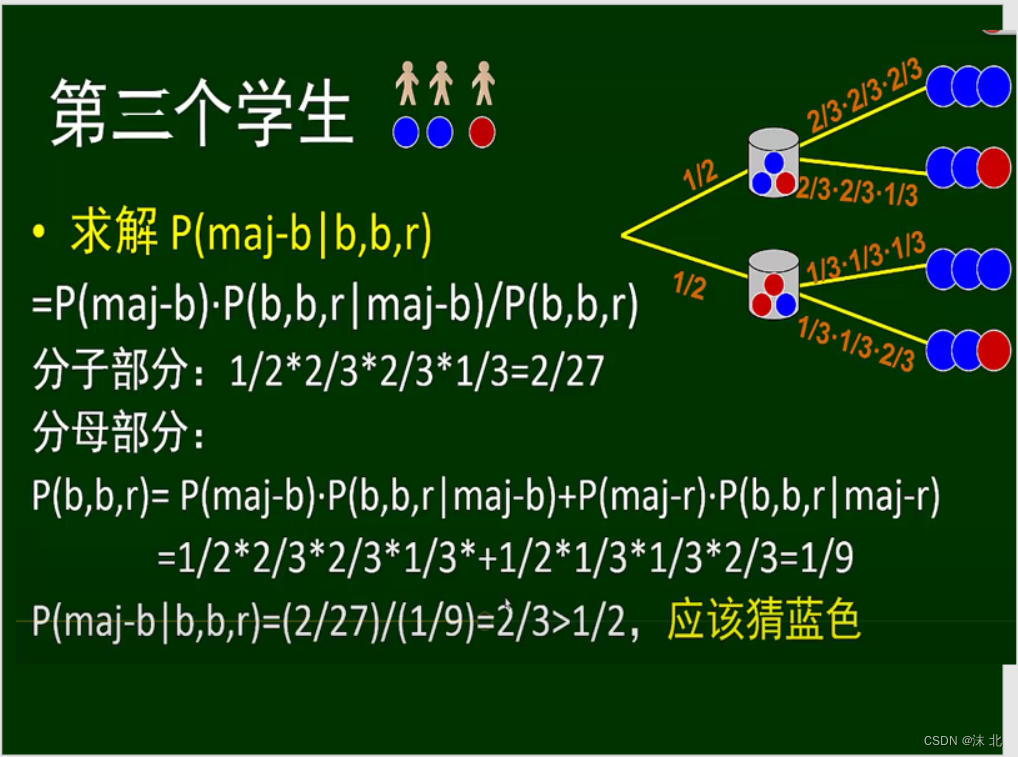 第三个学生
• 求解 P(maj-b|b,b,r)
=P(maj-b)·P(b,b,r|maj-b)/P(b,b,r)
分子部分：1/2*2/3*2/3*1/3=2/27
分母部分：
P(b,b,r)= P(maj-b)·P(b,b,r|maj-b)+P(maj-r)·P(b,b,r|maj-r)
=1/2*2/3*2/3*1/3*+1/2*1/3*1/3*2/3=1/9
P(maj-b|b,b,r)=(2/27)/(1/9)=2/3>1/2，应该猜蓝色
1/2
2/3·2/3·2/3
2/3·2/3·1/3
1/2
1/3·1/3·1/3
1/3·1/3·2/3
CSDN @沫 北